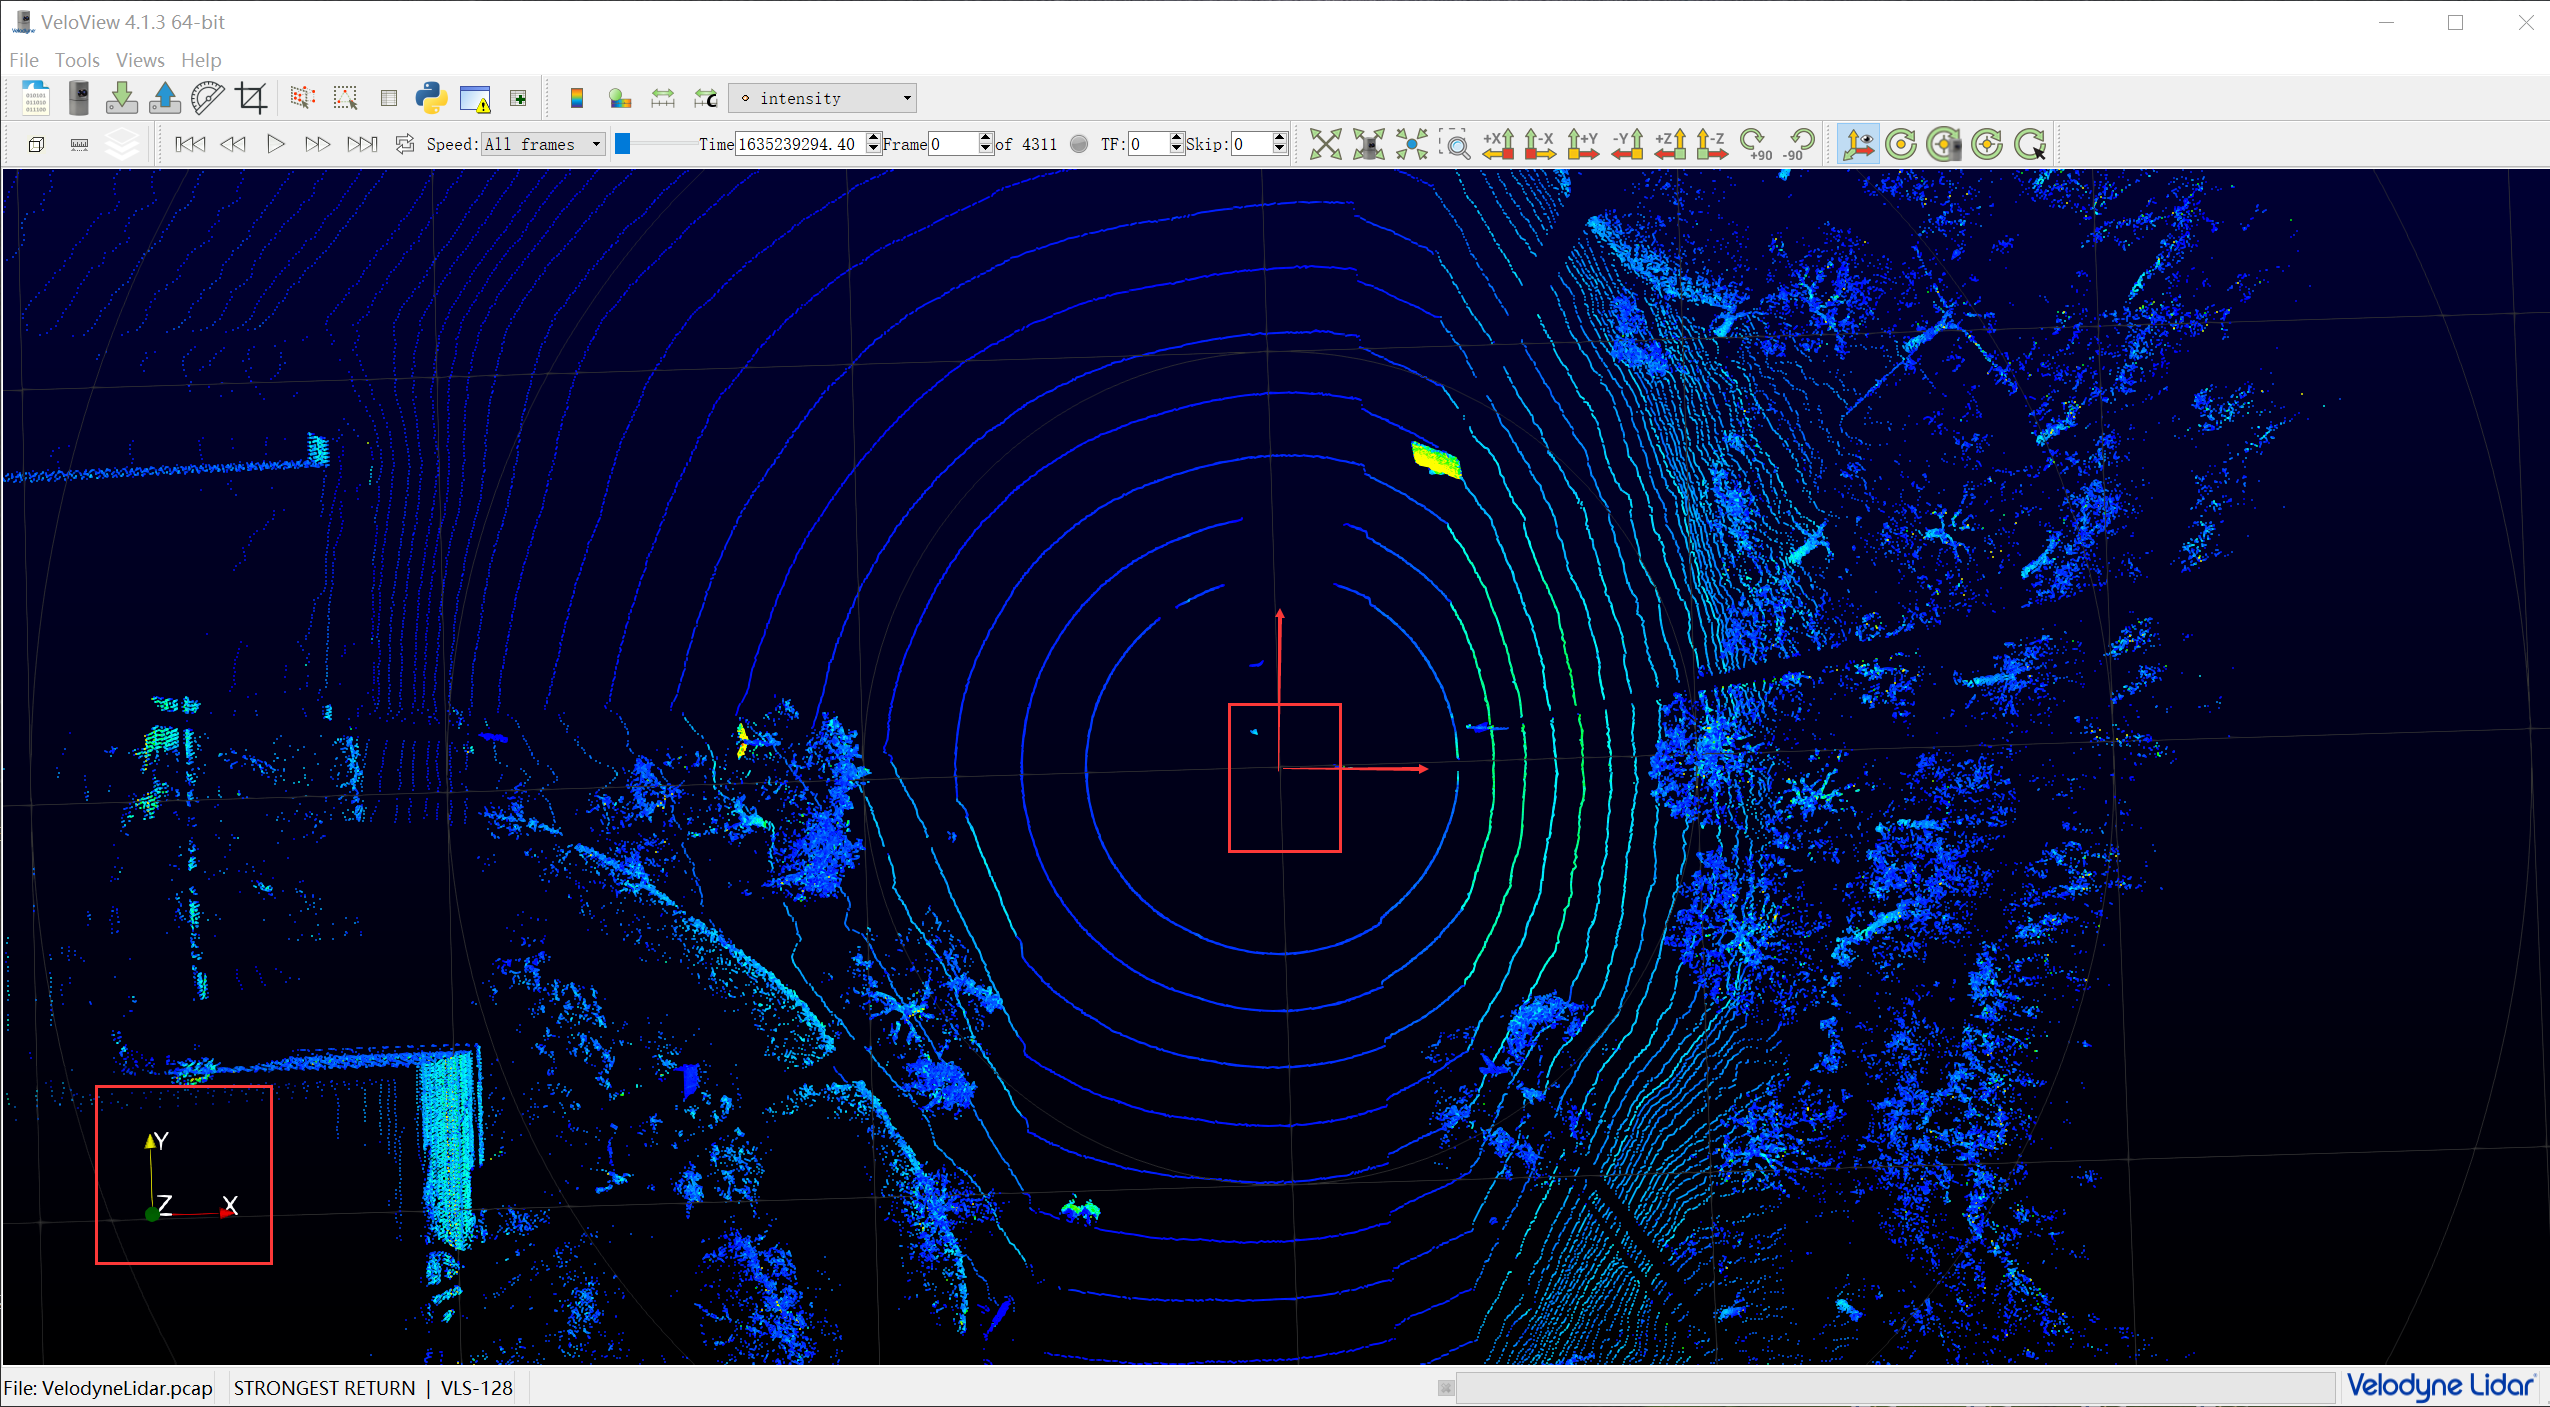 VeloView 4.1.3 64-bit
File Tools Views Help
intensity
Speed: All frames Time 1635239294.40 Frame 0 of 4311 TF: 0 Skip: 0 +X -X +Y -Y +Z -Z +90 -90
Y
Z X
File: VelodyneLidar.pcap STRONGEST RETURN | VLS-128 Velodyne Lidar